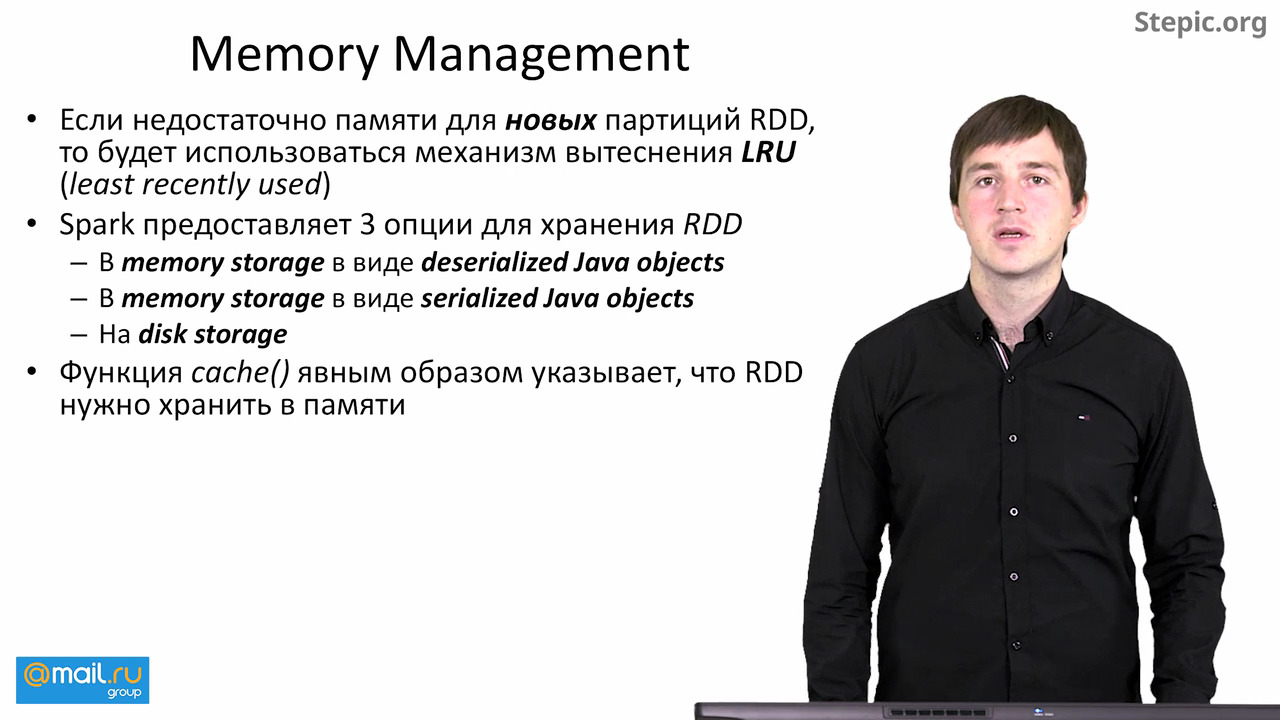 Stepic.org
Memory Management
• Если недостаточно памяти для новых партиций RDD,
то будет использоваться механизм вытеснения LRU
(least recently used)
• Spark предоставляет 3 опции для хранения RDD
– В memory storage в виде deserialized Java objects
– В memory storage в виде serialized Java objects
– На disk storage
• Функция cache() явным образом указывает, что RDD
нужно хранить в памяти
@mail.ru
group